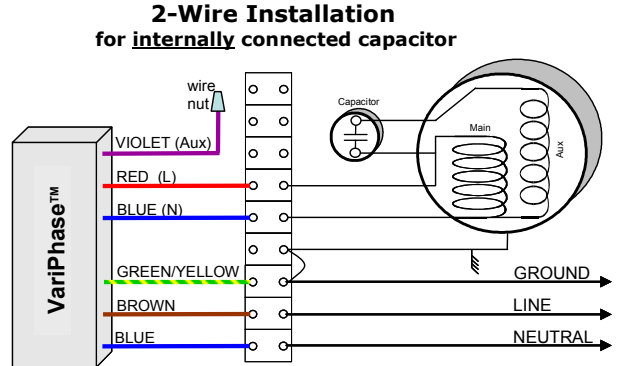 2-Wire Installation
for internally connected capacitor
wire
nut
Capacitor
Main
Aux
VIOLET (Aux)
RED (L)
BLUE (N)
VariPhase™
GREEN/YELLOW
GROUND
BROWN
LINE
BLUE
NEUTRAL